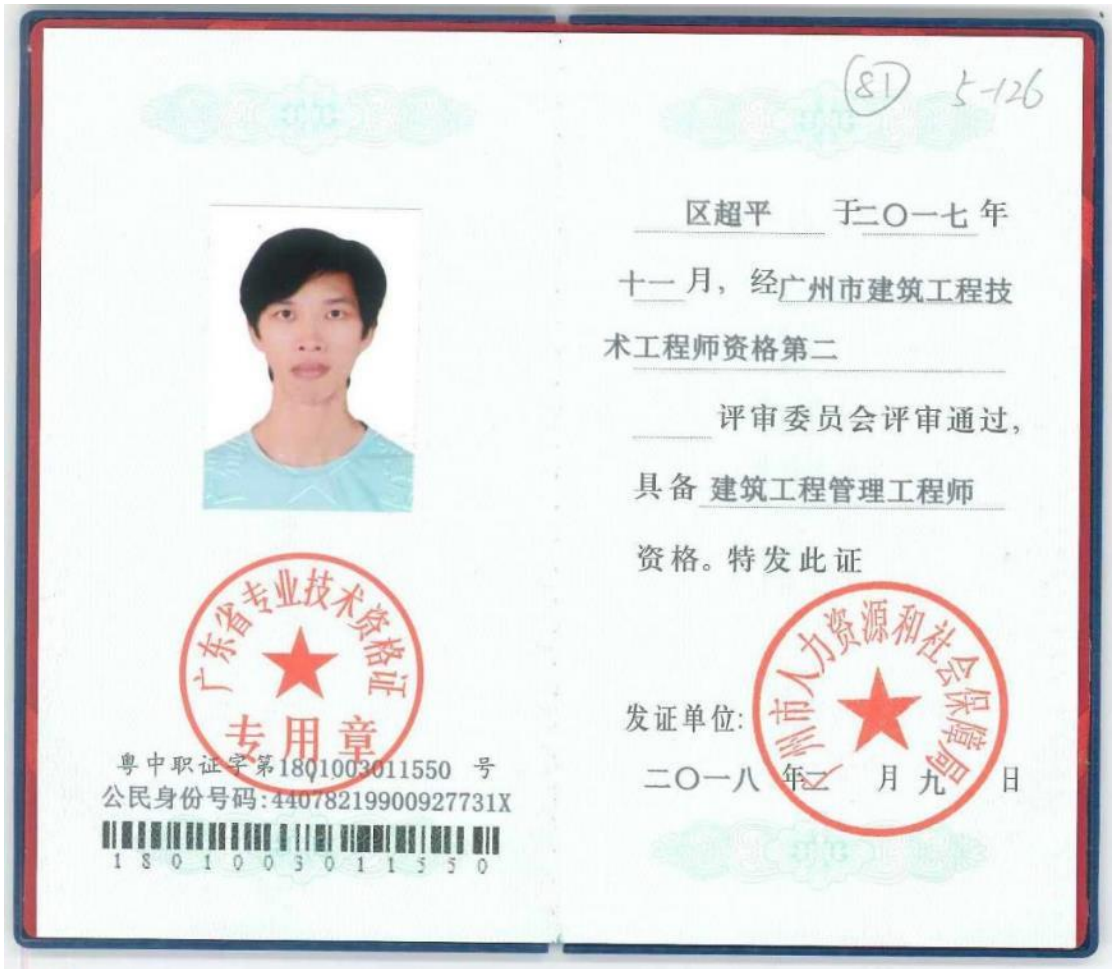 81 5-126
区超平 于二〇一七年
十一月，经广州市建筑工程技
术工程师资格第二
评审委员会评审通过，
具备 建筑工程管理工程师
资格。特发此证
广东省专业技术资格证
专用章
粤中职证字第1801003011550 号
公民身份号码:44078219900927731X
1801003011550
广州市人力资源和社会保障局
发证单位:
二〇一八 年二 月九 日